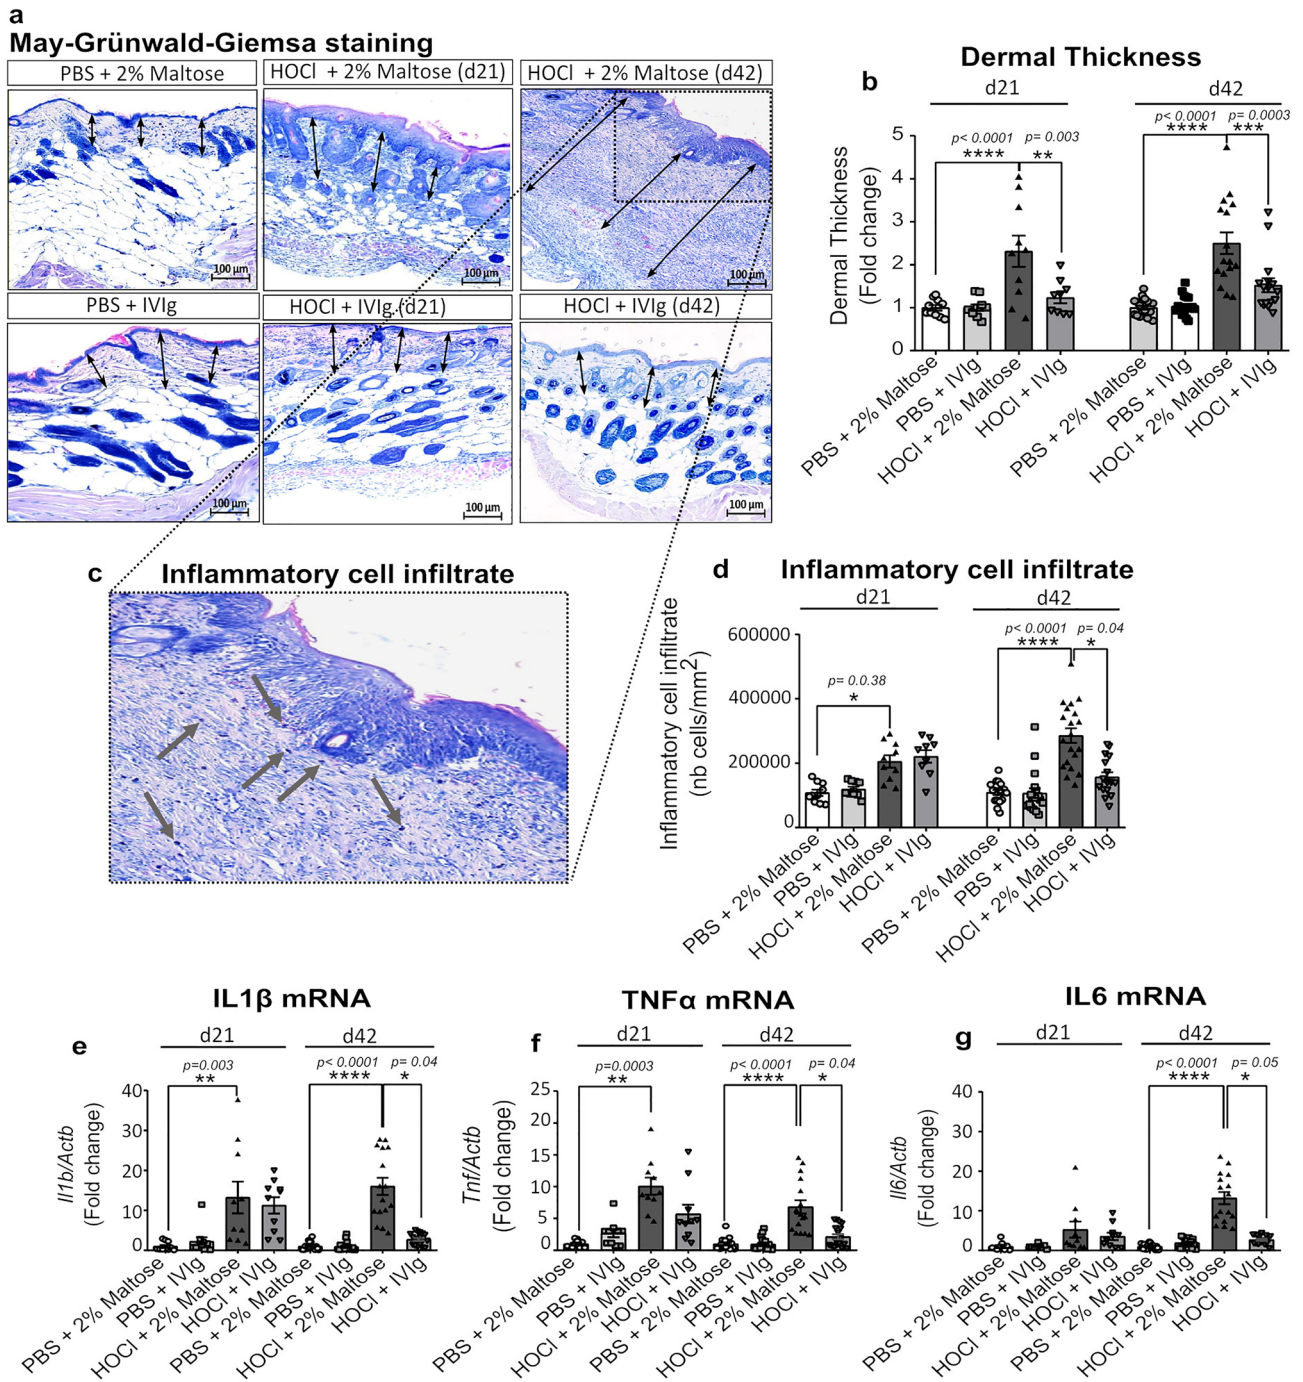 a
May-Grünwald-Giemsa staining
PBS + 2% Maltose
HOCl + 2% Maltose (d21)
HOCl + 2% Maltose (d42)
100 µm
100 µm
100 µm
PBS + IVIg
HOCl + IVIg (d21)
HOCl + IVIg (d42)
100 µm
100 µm
100 µm
b
Dermal Thickness
d21
d42
p< 0.0001
p= 0.003
p< 0.0001
p= 0.0003
****
**
****
***
Dermal Thickness
(Fold change)
5
4
3
2
1
0
PBS + 2% Maltose
PBS + IVIg
HOCl + 2% Maltose
HOCl + IVIg
PBS + 2% Maltose
PBS + IVIg
HOCl + 2% Maltose
HOCl + IVIg
c
Inflammatory cell infiltrate
d
Inflammatory cell infiltrate
d21
d42
p= 0.0.38
*
p< 0.0001
p= 0.04
****
*
Inflammatory cell infiltrate
(nb cells/mm2)
600000
400000
200000
0
PBS + 2% Maltose
PBS + IVIg
HOCl + 2% Maltose
HOCl + IVIg
PBS + 2% Maltose
PBS + IVIg
HOCl + 2% Maltose
HOCl + IVIg
e
IL1β mRNA
d21
d42
p=0.003
**
p< 0.0001
p= 0.04
****
*
Il1b/Actb
(Fold change)
40
30
20
10
0
PBS + 2% Maltose
PBS + IVIg
HOCl + 2% Maltose
HOCl + IVIg
PBS + 2% Maltose
PBS + IVIg
HOCl + 2% Maltose
HOCl + IVIg
f
TNFα mRNA
d21
d42
p=0.0003
**
p< 0.0001
p= 0.04
****
*
Tnf/Actb
(Fold change)
25
20
15
10
5
0
PBS + 2% Maltose
PBS + IVIg
HOCl + 2% Maltose
HOCl + IVIg
PBS + 2% Maltose
PBS + IVIg
HOCl + 2% Maltose
HOCl + IVIg
g
IL6 mRNA
d21
d42
p< 0.0001
p= 0.05
****
*
Il6/Actb
(Fold change)
40
30
20
10
0
PBS + 2% Maltose
PBS + IVIg
HOCl + 2% Maltose
HOCl + IVIg
PBS + 2% Maltose
PBS + IVIg
HOCl + 2% Maltose
HOCl + IVIg